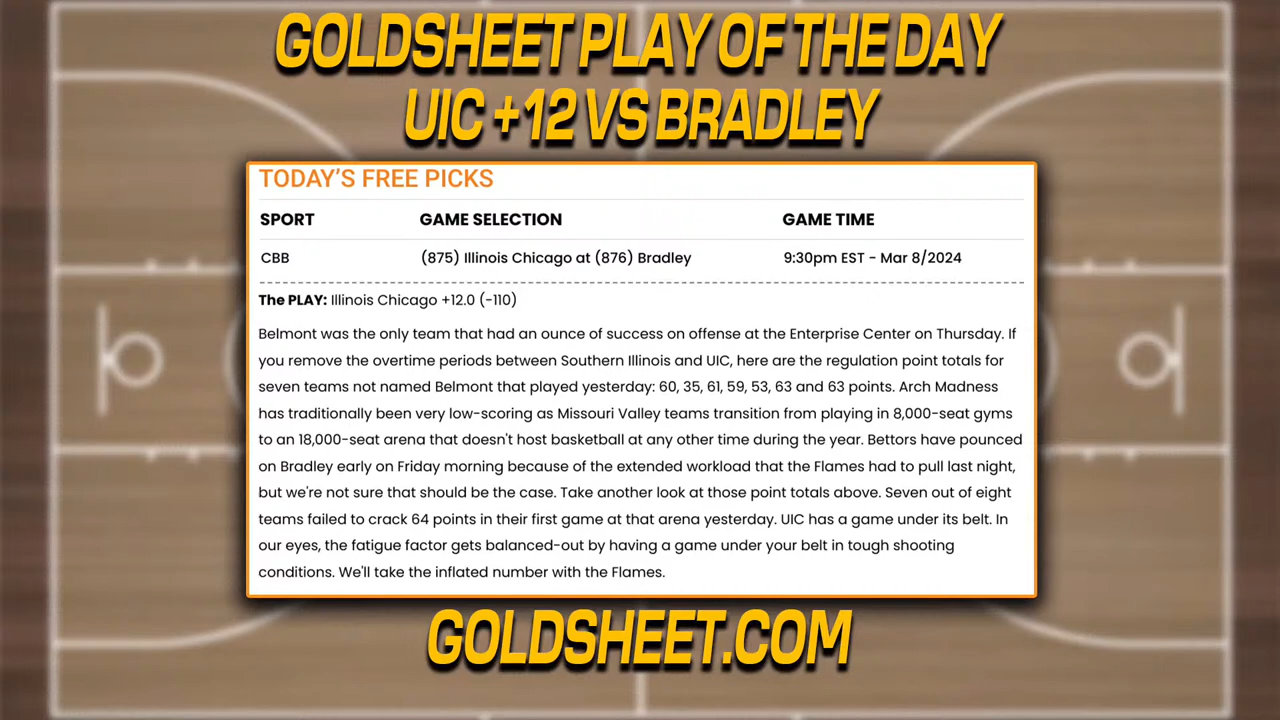 GOLDSHEET PLAY OF THE DAY
UIC +12 VS BRADLEY
TODAY'S FREE PICKS
SPORT GAME SELECTION GAME TIME
CBB (875) Illinois Chicago at (876) Bradley 9:30pm EST - Mar 8/2024
The PLAY: Illinois Chicago +12.0 (-110)
Belmont was the only team that had an ounce of success on offense at the Enterprise Center on Thursday. If
you remove the overtime periods between Southern Illinois and UIC, here are the regulation point totals for
seven teams not named Belmont that played yesterday: 60, 35, 61, 59, 53, 63 and 63 points. Arch Madness
has traditionally been very low-scoring as Missouri Valley teams transition from playing in 8,000-seat gyms
to an 18,000-seat arena that doesn't host basketball at any other time during the year. Bettors have pounced
on Bradley early on Friday morning because of the extended workload that the Flames had to pull last night,
but we're not sure that should be the case. Take another look at those point totals above. Seven out of eight
teams failed to crack 64 points in their first game at that arena yesterday. UIC has a game under its belt. In
our eyes, the fatigue factor gets balanced-out by having a game under your belt in tough shooting
conditions. We'll take the inflated number with the Flames.
GOLDSHEET.COM